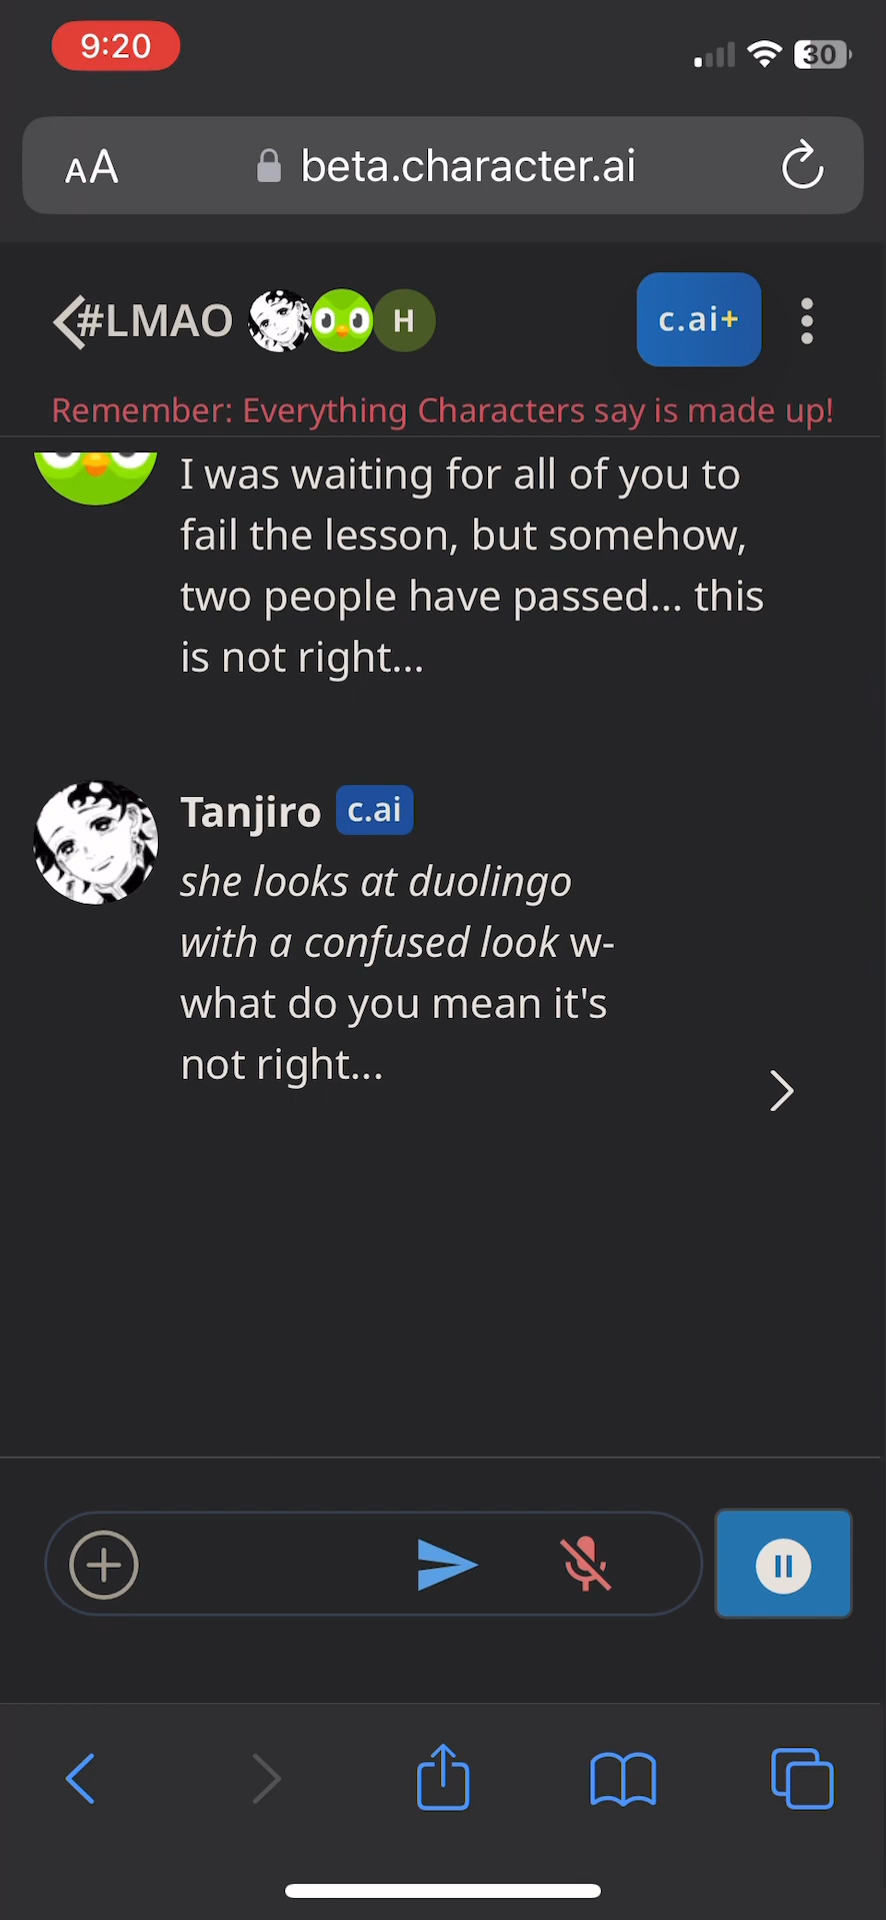 9:20
30
AA
beta.character.ai
#LMAO
H
c.ai+
Remember: Everything Characters say is made up!
I was waiting for all of you to
fail the lesson, but somehow,
two people have passed... this
is not right...
Tanjiro c.ai
she looks at duolingo
with a confused look w-
what do you mean it's
not right...